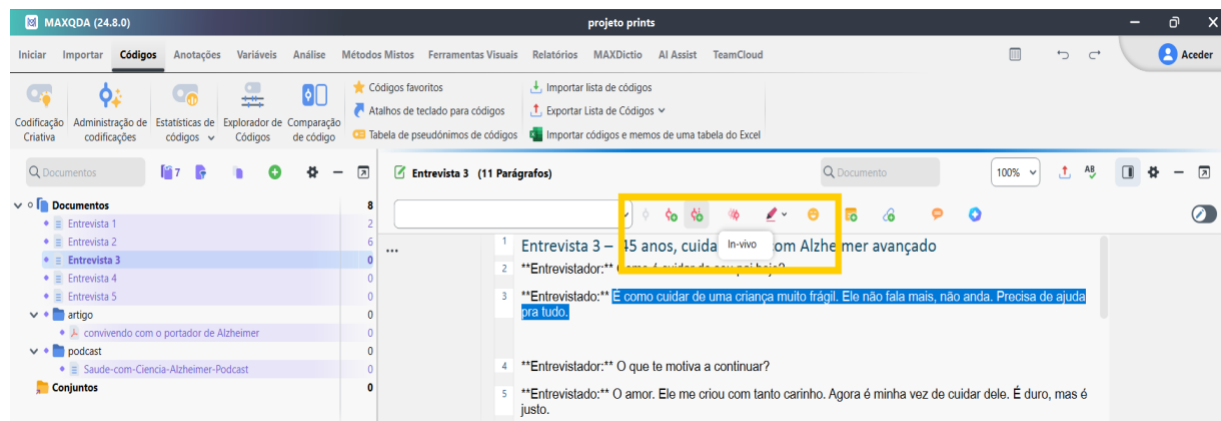 MAXQDA (24.8.0)
projeto prints
Iniciar Importar Códigos Anotações Variáveis Análise Métodos Mistos Ferramentas Visuais Relatórios MAXDictio AI Assist TeamCloud
Aceder
Codificação Criativa
Administração de codificações
Estatísticas de códigos
Explorador de Códigos
Comparação de código
Códigos favoritos
Atalhos de teclado para códigos
Tabela de pseudónimos de códigos
Importar lista de códigos
Exportar Lista de Códigos
Importar códigos e memos de uma tabela do Excel
Documentos
7
Documentos 8
Entrevista 1 2
Entrevista 2 6
Entrevista 3 0
Entrevista 4 0
Entrevista 5 0
artigo 0
convivendo com o portador de Alzheimer 0
podcast 0
Saude-com-Ciencia-Alzheimer-Podcast 0
Conjuntos 0
Entrevista 3 (11 Parágrafos)
Documento
100%
AB
In-vivo
1 Entrevista 3 – 45 anos, cuida om Alzheimer avançado
2 **Entrevistador:**
3 **Entrevistado:** É como cuidar de uma criança muito frágil. Ele não fala mais, não anda. Precisa de ajuda
pra tudo.
4 **Entrevistador:** O que te motiva a continuar?
5 **Entrevistado:** O amor. Ele me criou com tanto carinho. Agora é minha vez de cuidar dele. É duro, mas é
justo.